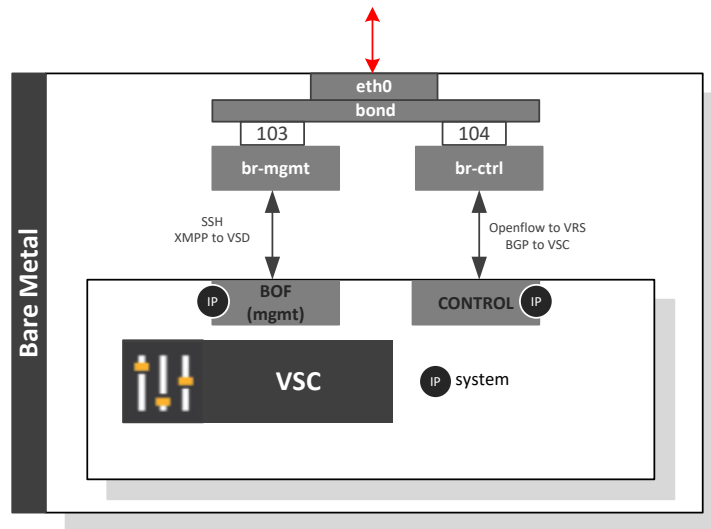 eth0
bond
103
104
br-mgmt
br-ctrl
SSH
XMPP to VSD
Openflow to VRS
BGP to VSC
Bare Metal
IP
BOF
(mgmt)
CONTROL
IP
VSC
IP
system